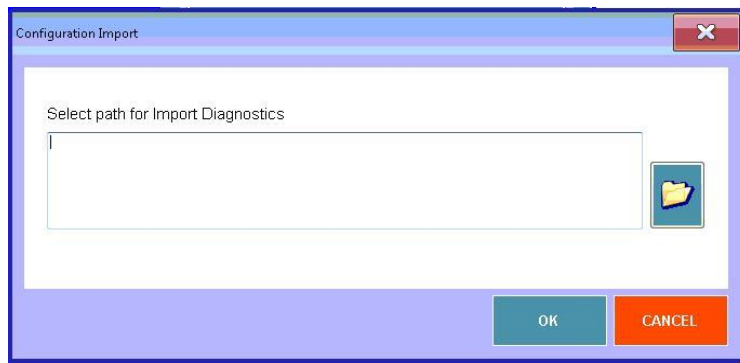 Configuration Import
Select path for Import Diagnostics
OK
CANCEL